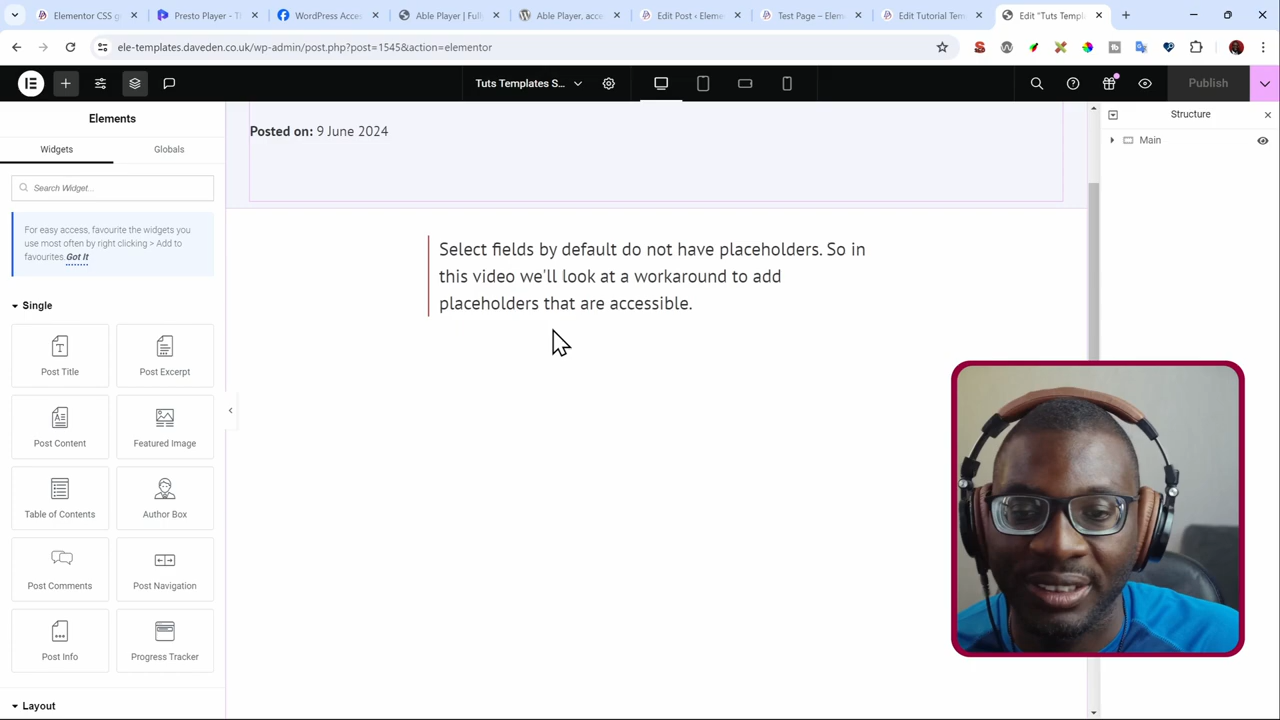 Elementor CSS g
Presto Player - Th
WordPress Acces
Able Player | Full
Able Player, acce
Edit Post ‹ Eleme
Test Page – Elem
Edit Tutorial Tem
Edit "Tuts Templ
ele-templates.daveden.co.uk/wp-admin/post.php?post=1545&action=elementor
Tuts Templates S...
Publish
Elements
Structure
Widgets
Globals
Main
Search Widget...
For easy access, favourite the widgets you
use most often by right clicking > Add to
favourites. Got It
Single
Post Title
Post Excerpt
Post Content
Featured Image
Table of Contents
Author Box
Post Comments
Post Navigation
Post Info
Progress Tracker
Layout
Posted on: 9 June 2024
Select fields by default do not have placeholders. So in
this video we'll look at a workaround to add
placeholders that are accessible.